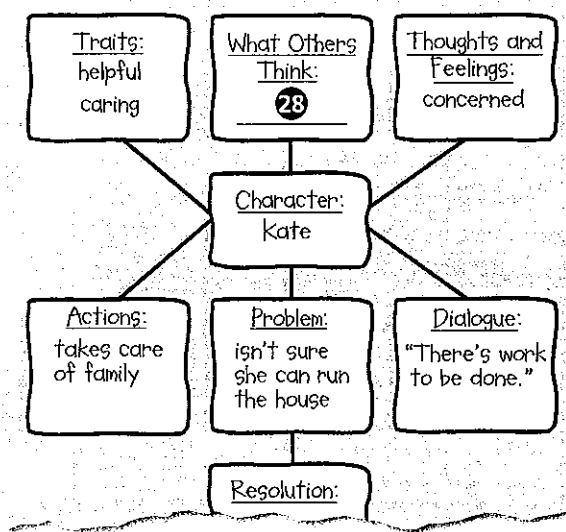 Traits:
helpful
caring
What Others
Think:
28
Thoughts and
Feelings:
concerned
Character:
Kate
Actions:
takes care
of family
Problem:
isn't sure
she can run
the house
Dialogue:
"There's work
to be done."
Resolution: